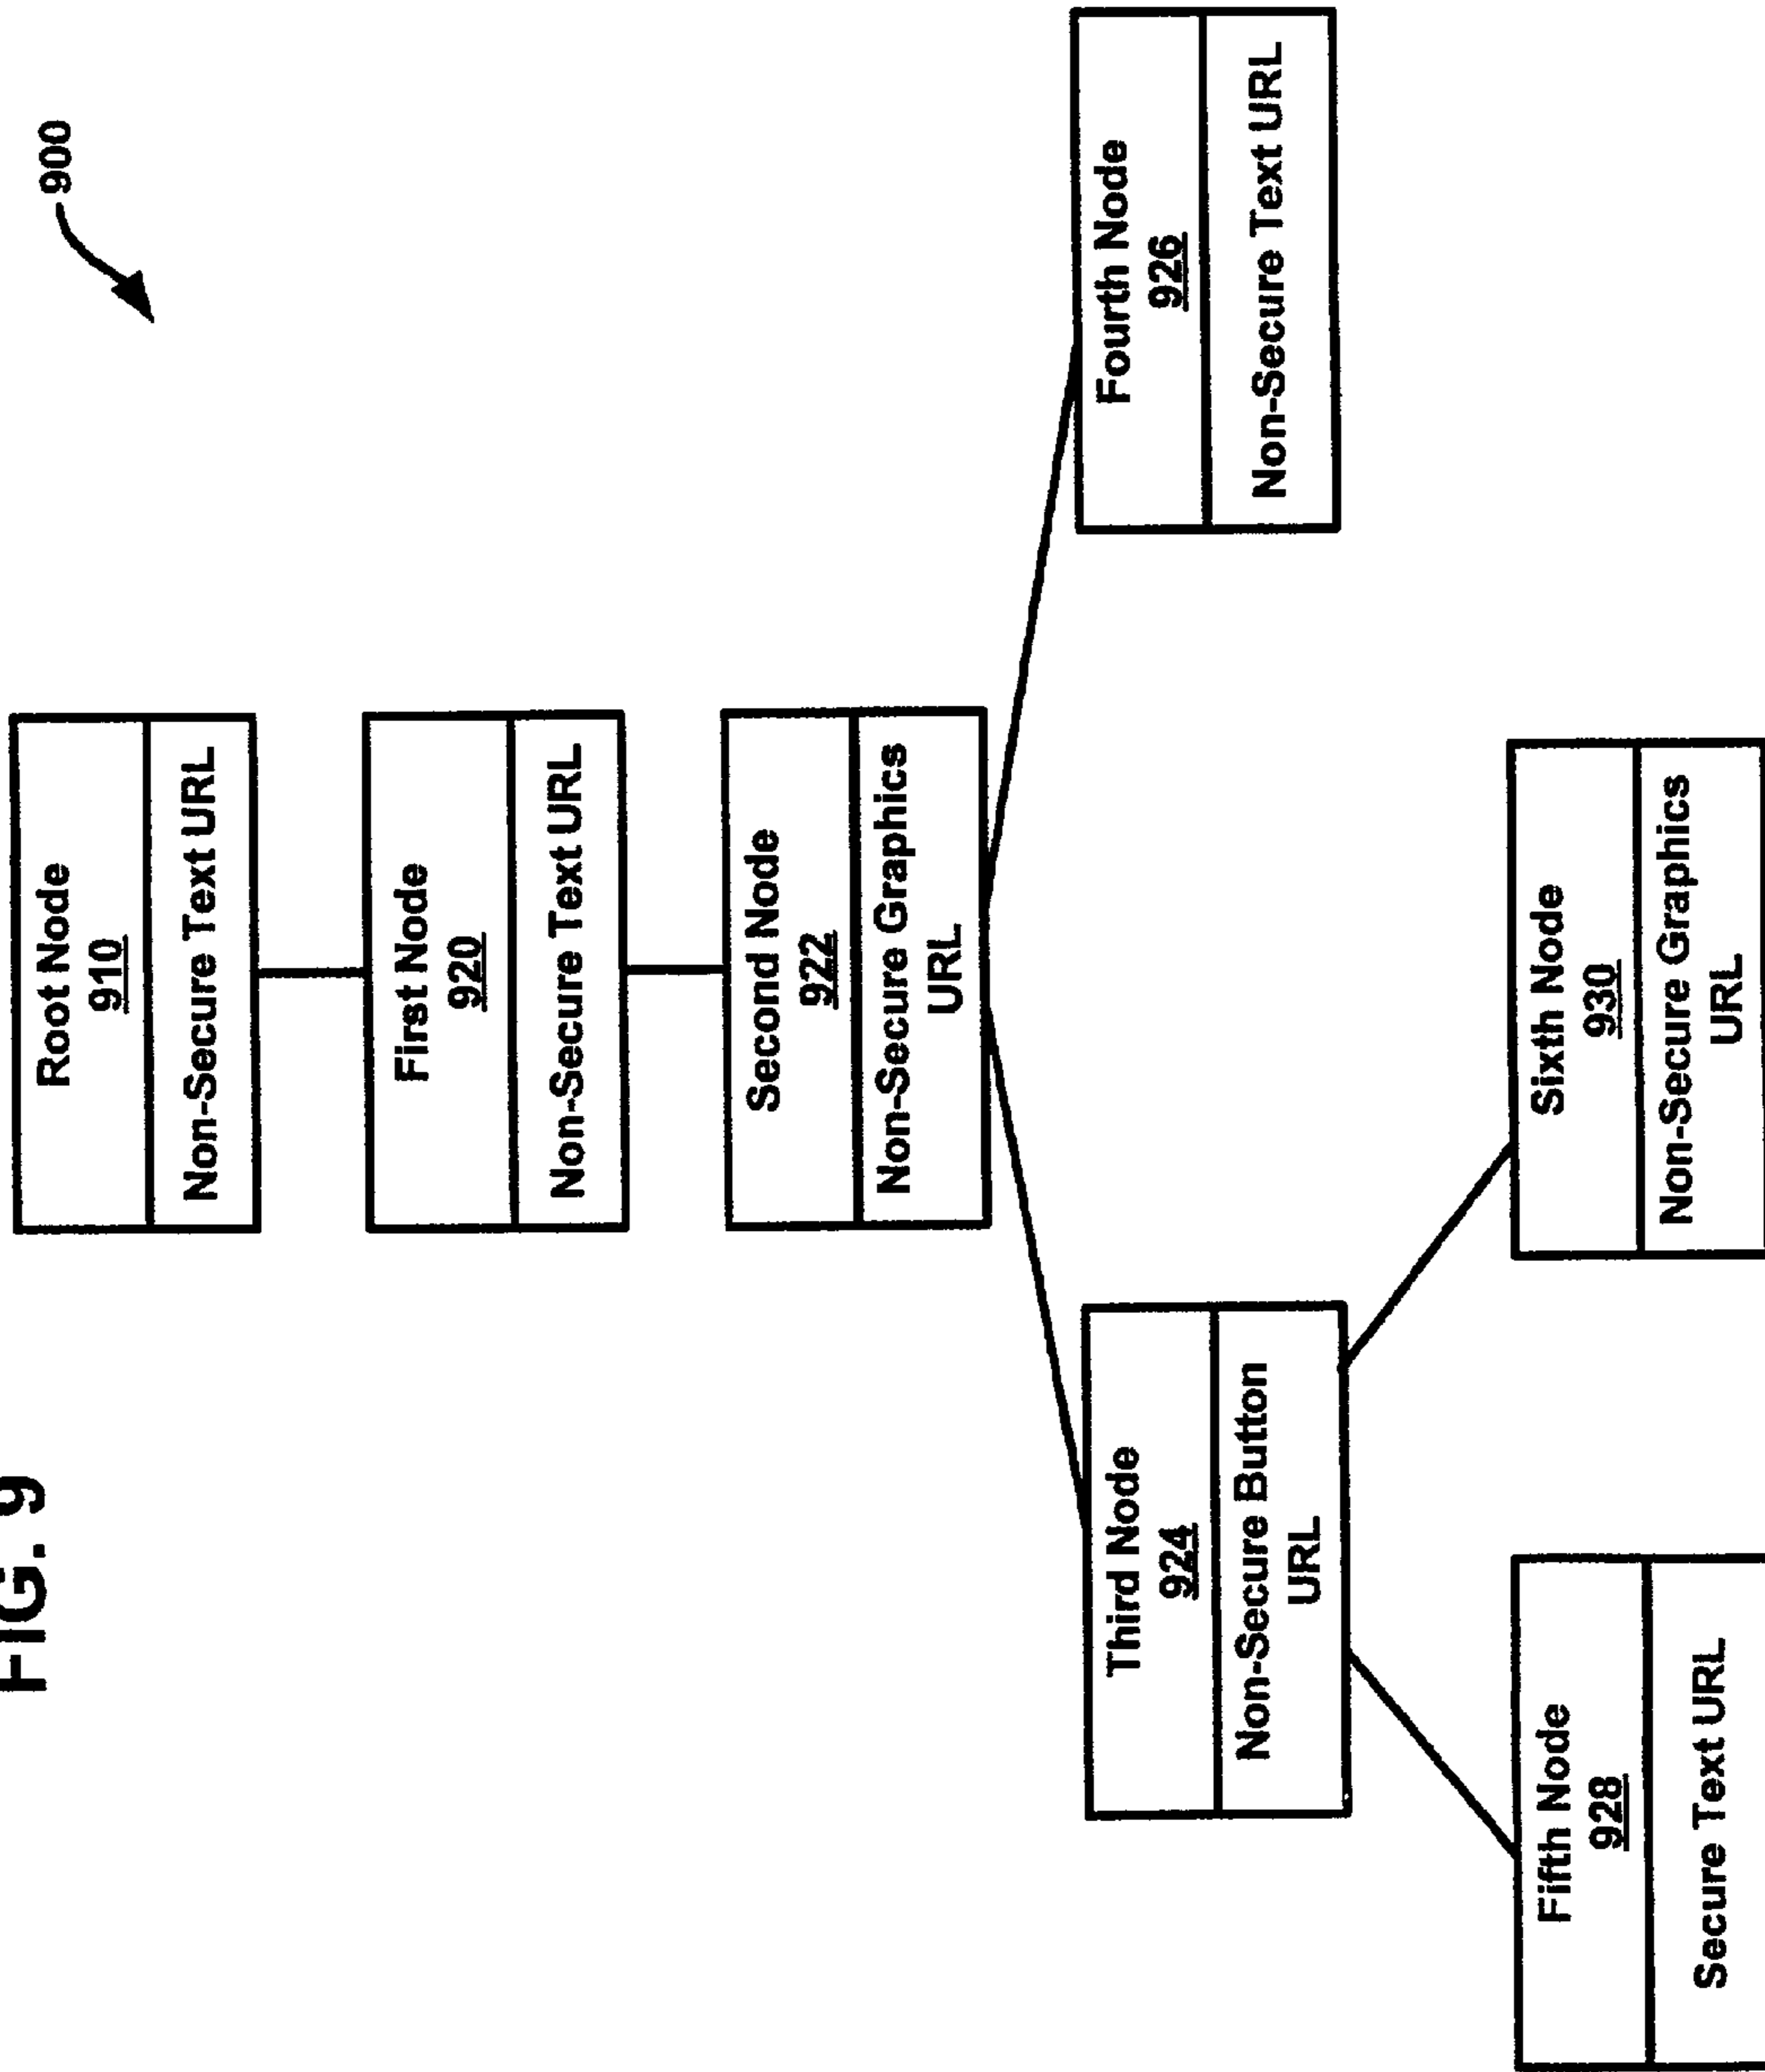 FIG. 9
900
Root Node
910
Non-Secure Text URL
First Node
920
Non-Secure Text URL
Second Node
922
Non-Secure Graphics
URL
Third Node
924
Non-Secure Button
URL
Fourth Node
926
Non-Secure Text URL
Fifth Node
928
Secure Text URL
Sixth Node
930
Non-Secure Graphics
URL